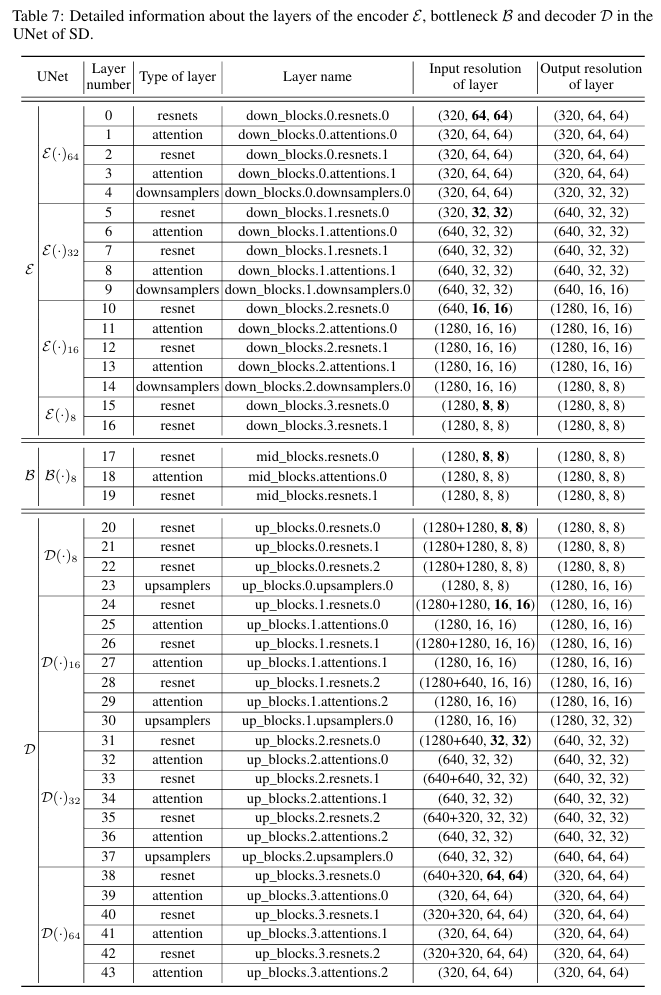 Table 7: Detailed information about the layers of the encoder ℰ, bottleneck ℬ and decoder 𝒟 in the
UNet of SD.
UNet | Layer number | Type of layer | Layer name | Input resolution of layer | Output resolution of layer
ℰ
ℰ(·)64
0 resnets down_blocks.0.resnets.0 (320, 64, 64) (320, 64, 64)
1 attention down_blocks.0.attentions.0 (320, 64, 64) (320, 64, 64)
2 resnet down_blocks.0.resnets.1 (320, 64, 64) (320, 64, 64)
3 attention down_blocks.0.attentions.1 (320, 64, 64) (320, 64, 64)
4 downsamplers down_blocks.0.downsamplers.0 (320, 64, 64) (320, 32, 32)
ℰ(·)32
5 resnet down_blocks.1.resnets.0 (320, 32, 32) (640, 32, 32)
6 attention down_blocks.1.attentions.0 (640, 32, 32) (640, 32, 32)
7 resnet down_blocks.1.resnets.1 (640, 32, 32) (640, 32, 32)
8 attention down_blocks.1.attentions.1 (640, 32, 32) (640, 32, 32)
9 downsamplers down_blocks.1.downsamplers.0 (640, 32, 32) (640, 16, 16)
ℰ(·)16
10 resnet down_blocks.2.resnets.0 (640, 16, 16) (1280, 16, 16)
11 attention down_blocks.2.attentions.0 (1280, 16, 16) (1280, 16, 16)
12 resnet down_blocks.2.resnets.1 (1280, 16, 16) (1280, 16, 16)
13 attention down_blocks.2.attentions.1 (1280, 16, 16) (1280, 16, 16)
14 downsamplers down_blocks.2.downsamplers.0 (1280, 16, 16) (1280, 8, 8)
ℰ(·)8
15 resnet down_blocks.3.resnets.0 (1280, 8, 8) (1280, 8, 8)
16 resnet down_blocks.3.resnets.1 (1280, 8, 8) (1280, 8, 8)
ℬ
ℬ(·)8
17 resnet mid_blocks.resnets.0 (1280, 8, 8) (1280, 8, 8)
18 attention mid_blocks.attentions.0 (1280, 8, 8) (1280, 8, 8)
19 resnet mid_blocks.resnets.1 (1280, 8, 8) (1280, 8, 8)
𝒟
𝒟(·)8
20 resnet up_blocks.0.resnets.0 (1280+1280, 8, 8) (1280, 8, 8)
21 resnet up_blocks.0.resnets.1 (1280+1280, 8, 8) (1280, 8, 8)
22 resnet up_blocks.0.resnets.2 (1280+1280, 8, 8) (1280, 8, 8)
23 upsamplers up_blocks.0.upsamplers.0 (1280, 8, 8) (1280, 16, 16)
𝒟(·)16
24 resnet up_blocks.1.resnets.0 (1280+1280, 16, 16) (1280, 16, 16)
25 attention up_blocks.1.attentions.0 (1280, 16, 16) (1280, 16, 16)
26 resnet up_blocks.1.resnets.1 (1280+1280, 16, 16) (1280, 16, 16)
27 attention up_blocks.1.attentions.1 (1280, 16, 16) (1280, 16, 16)
28 resnet up_blocks.1.resnets.2 (1280+640, 16, 16) (1280, 16, 16)
29 attention up_blocks.1.attentions.2 (1280, 16, 16) (1280, 16, 16)
30 upsamplers up_blocks.1.upsamplers.0 (1280, 16, 16) (1280, 32, 32)
𝒟(·)32
31 resnet up_blocks.2.resnets.0 (1280+640, 32, 32) (640, 32, 32)
32 attention up_blocks.2.attentions.0 (640, 32, 32) (640, 32, 32)
33 resnet up_blocks.2.resnets.1 (640+640, 32, 32) (640, 32, 32)
34 attention up_blocks.2.attentions.1 (640, 32, 32) (640, 32, 32)
35 resnet up_blocks.2.resnets.2 (640+320, 32, 32) (640, 32, 32)
36 attention up_blocks.2.attentions.2 (640, 32, 32) (640, 32, 32)
37 upsamplers up_blocks.2.upsamplers.0 (640, 32, 32) (640, 64, 64)
𝒟(·)64
38 resnet up_blocks.3.resnets.0 (640+320, 64, 64) (320, 64, 64)
39 attention up_blocks.3.attentions.0 (320, 64, 64) (320, 64, 64)
40 resnet up_blocks.3.resnets.1 (320+320, 64, 64) (320, 64, 64)
41 attention up_blocks.3.attentions.1 (320, 64, 64) (320, 64, 64)
42 resnet up_blocks.3.resnets.2 (320+320, 64, 64) (320, 64, 64)
43 attention up_blocks.3.attentions.2 (320, 64, 64) (320, 64, 64)